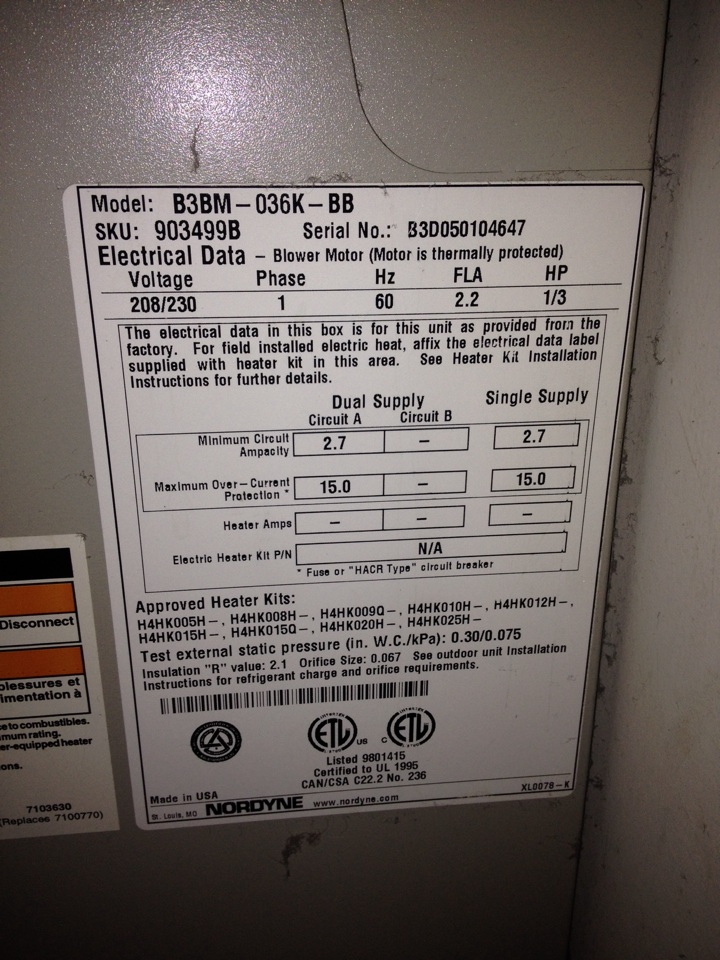 Model: B3BM-036K-BB
SKU: 903499B Serial No.: B3D050104647
Electrical Data - Blower Motor (Motor is thermally protected)
Voltage Phase Hz FLA HP
208/230 1 60 2.2 1/3
The electrical data in this box is for this unit as provided from the
factory. For field installed electric heat, affix the electrical data label
supplied with heater kit in this area. See Heater Kit Installation
Instructions for further details.
Dual Supply Single Supply
Circuit A Circuit B
Minimum Circuit
Ampacity 2.7 - 2.7
Maximum Over-Current
Protection * 15.0 - 15.0
Heater Amps - - -
Electric Heater Kit P/N N/A
* Fuse or "HACR Type" circuit breaker
Approved Heater Kits:
H4HK005H-, H4HK008H-, H4HK009Q-, H4HK010H-, H4HK012H-,
H4HK015H-, H4HK015Q-, H4HK020H-, H4HK025H-
Test external static pressure (in. W.C./kPa): 0.30/0.075
Insulation "R" value: 2.1 Orifice Size: 0.067 See outdoor unit Installation
Instructions for refrigerant charge and orifice requirements.
ETL US C ETL
Listed 9801415
Certified to UL 1995
CAN/CSA C22.2 No. 236
Made in USA
St. Louis, MO NORDYNE www.nordyne.com XL0078-K
Disconnect
plessures et
imentation à
ce to combustibles.
mum rating.
er-equipped heater
ons.
7103630
(Replaces 7100770)